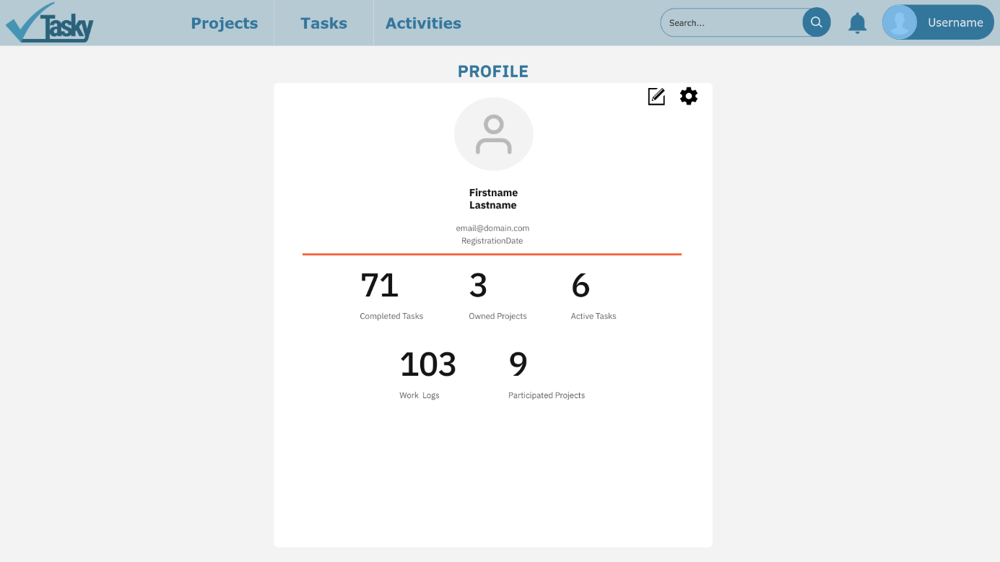 Tasky
Projects
Tasks
Activities
Search...
Username
PROFILE
Firstname
Lastname
email@domain.com
RegistrationDate
71
3
6
Completed Tasks
Owned Projects
Active Tasks
103
9
Work Logs
Participated Projects